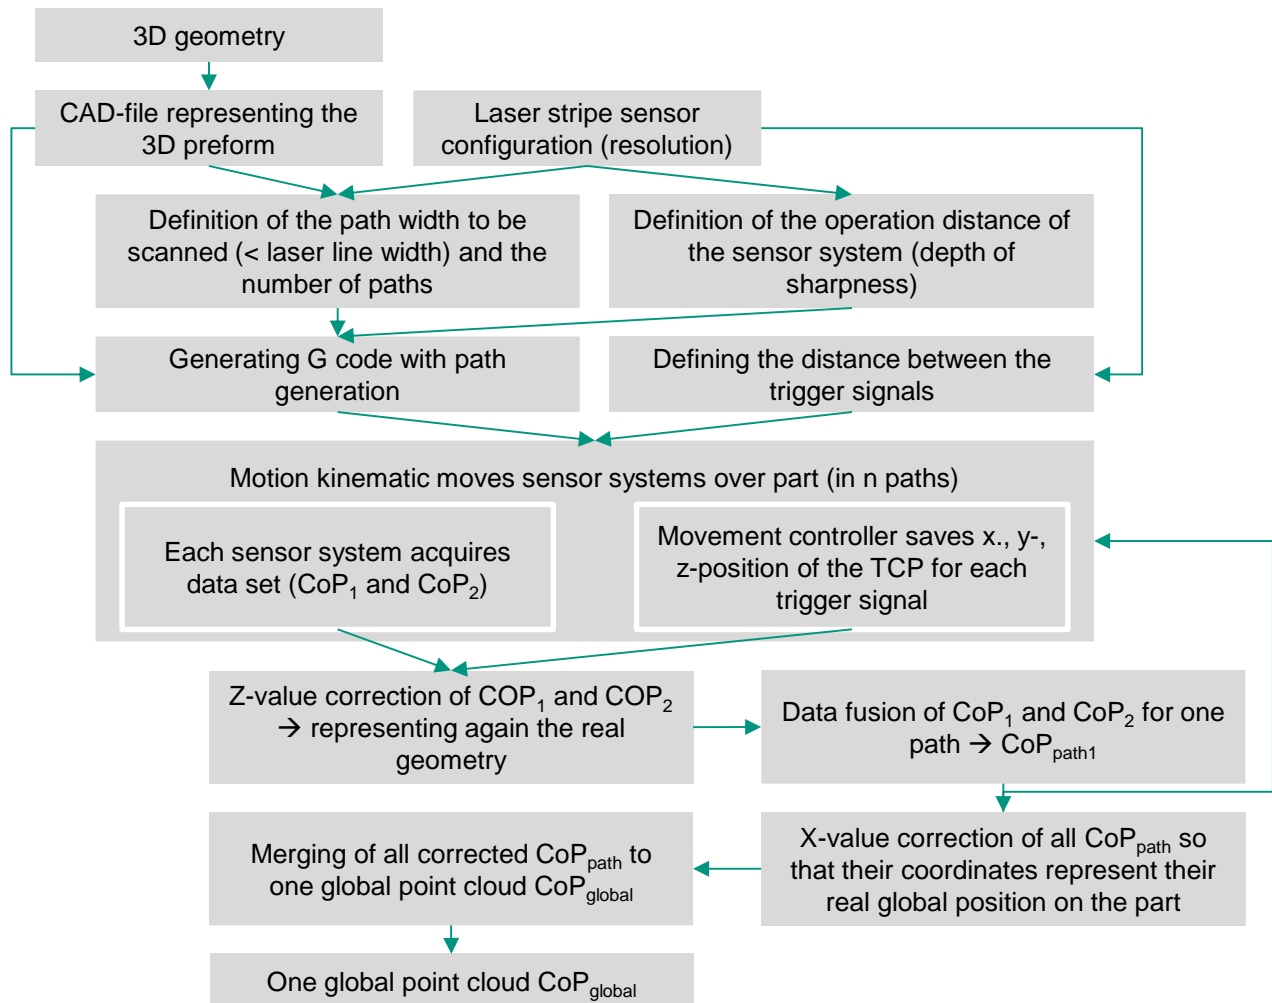 3D geometry
CAD-file representing the
3D preform
Laser stripe sensor
configuration (resolution)
Definition of the path width to be
scanned (< laser line width) and the
number of paths
Definition of the operation distance of
the sensor system (depth of
sharpness)
Generating G code with path
generation
Defining the distance between the
trigger signals
Motion kinematic moves sensor systems over part (in n paths)
Each sensor system acquires
data set (CoP₁ and CoP₂)
Movement controller saves x., y-,
z-position of the TCP for each
trigger signal
Z-value correction of COP₁ and COP₂
→ representing again the real
geometry
Data fusion of CoP₁ and CoP₂ for one
path → CoPpath1
X-value correction of all CoPpath so
that their coordinates represent their
real global position on the part
Merging of all corrected CoPpath to
one global point cloud CoPglobal
One global point cloud CoPglobal